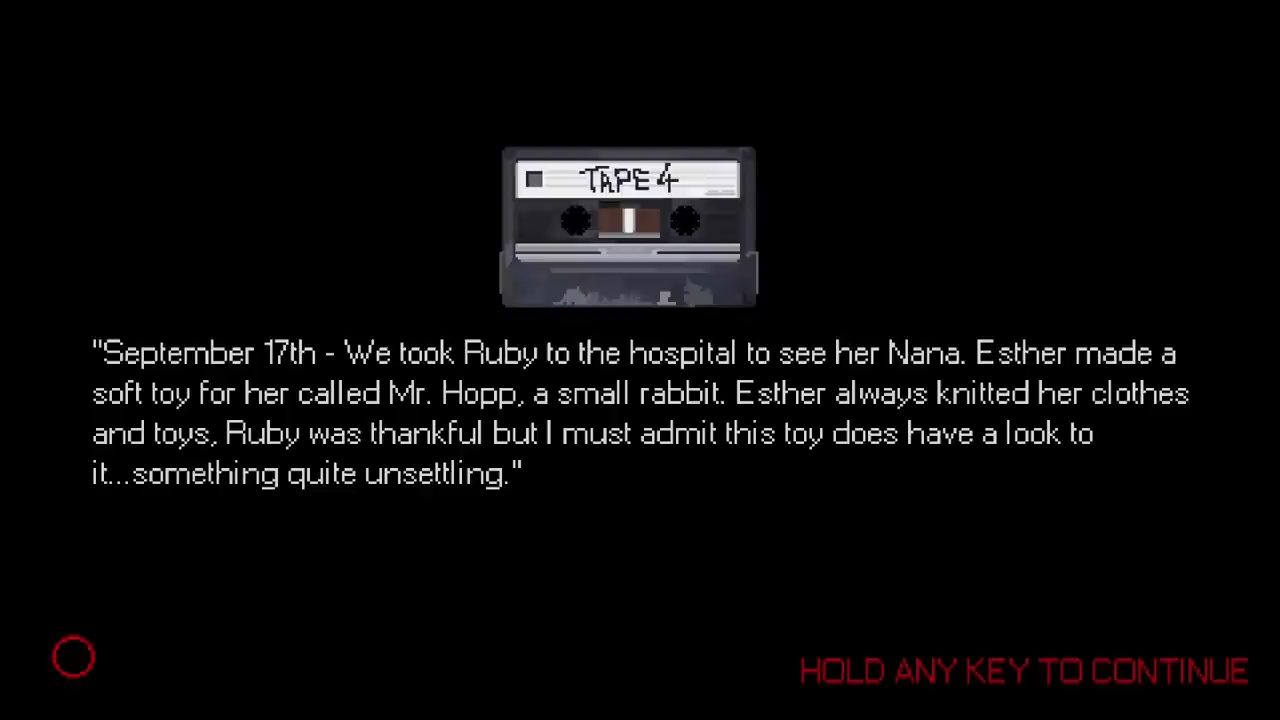 TAPE 4
"September 17th - We took Ruby to the hospital to see her Nana. Esther made a
soft toy for her called Mr. Hopp, a small rabbit. Esther always knitted her clothes
and toys, Ruby was thankful but I must admit this toy does have a look to
it...something quite unsettling."
HOLD ANY KEY TO CONTINUE